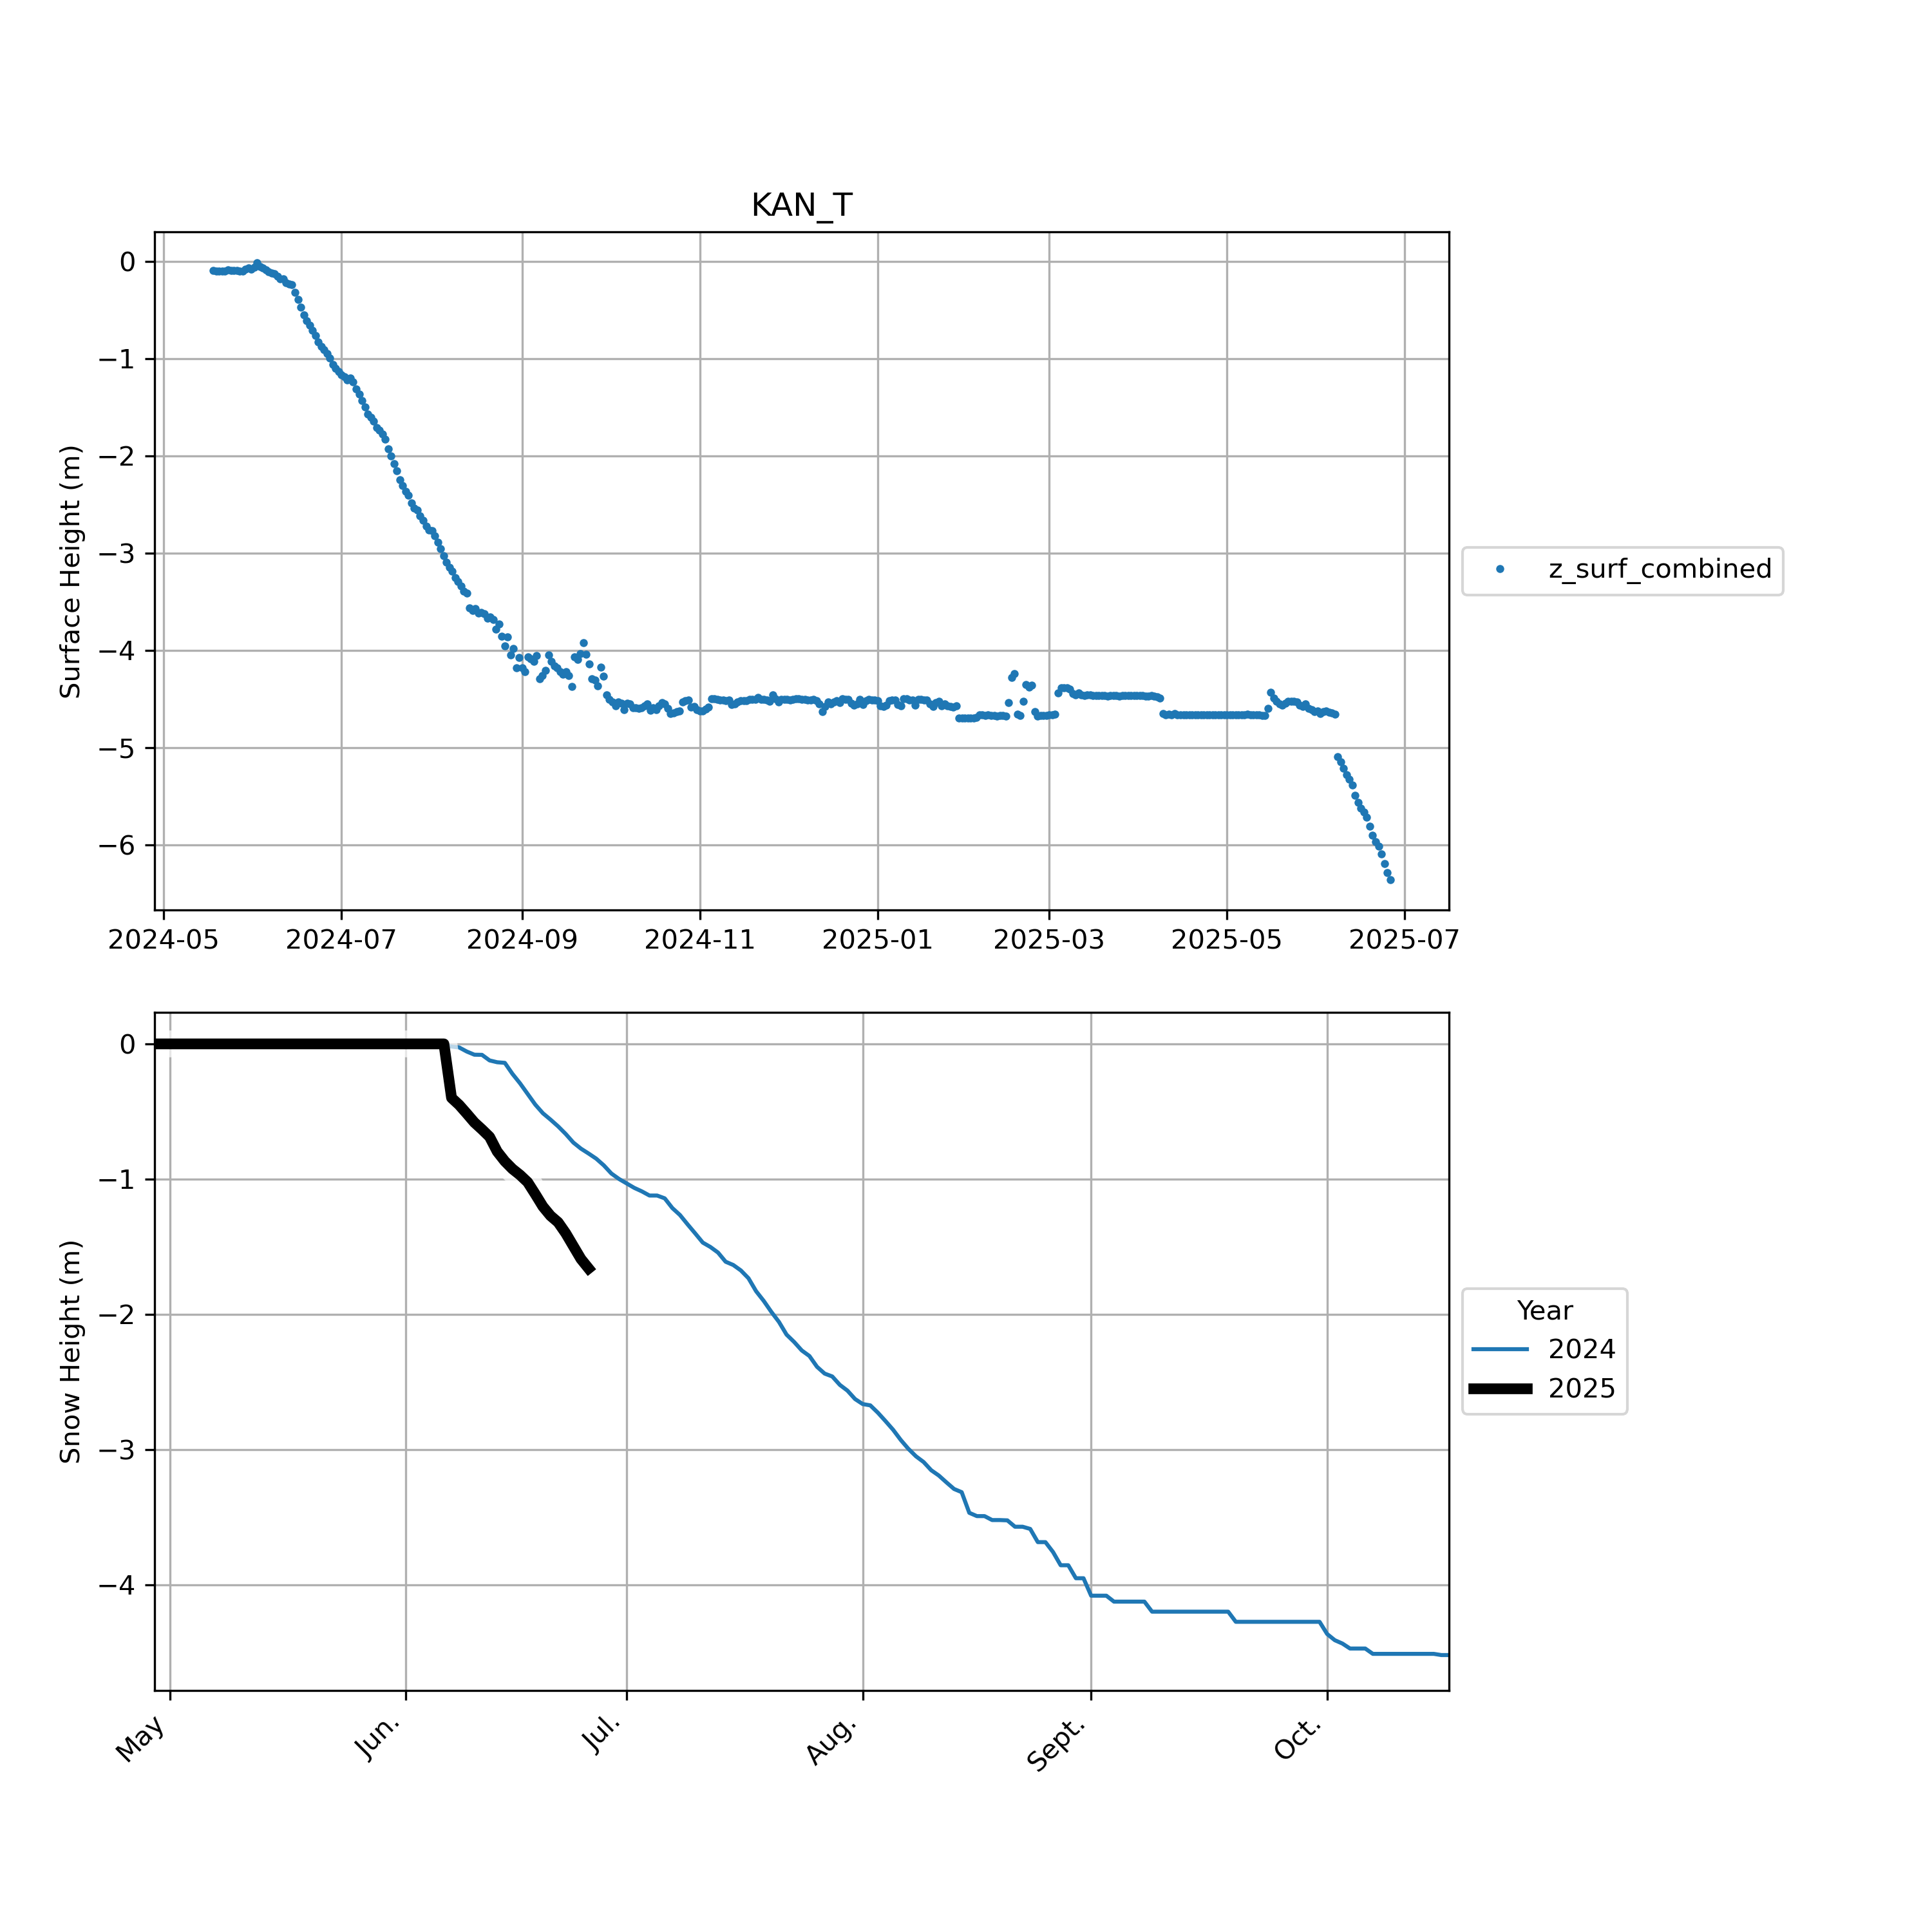 KAN_T
0
−1
−2
−3
−4
−5
−6
Surface Height (m)
2024-05 2024-07 2024-09 2024-11 2025-01 2025-03 2025-05 2025-07
z_surf_combined
0
−1
−2
−3
−4
Snow Height (m)
May Jun. Jul. Aug. Sept. Oct.
Year
2024
2025